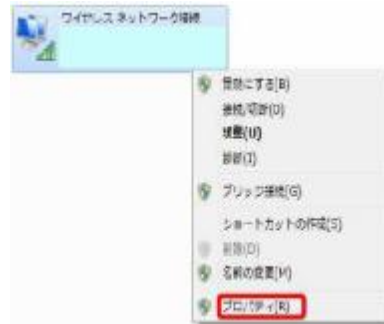 ワイヤレス ネットワーク接続
無効にする(B)
接続/切断(O)
状態(U)
診断(I)
ブリッジ接続(G)
ショートカットの作成(S)
削除(D)
名前の変更(M)
プロパティ(R)